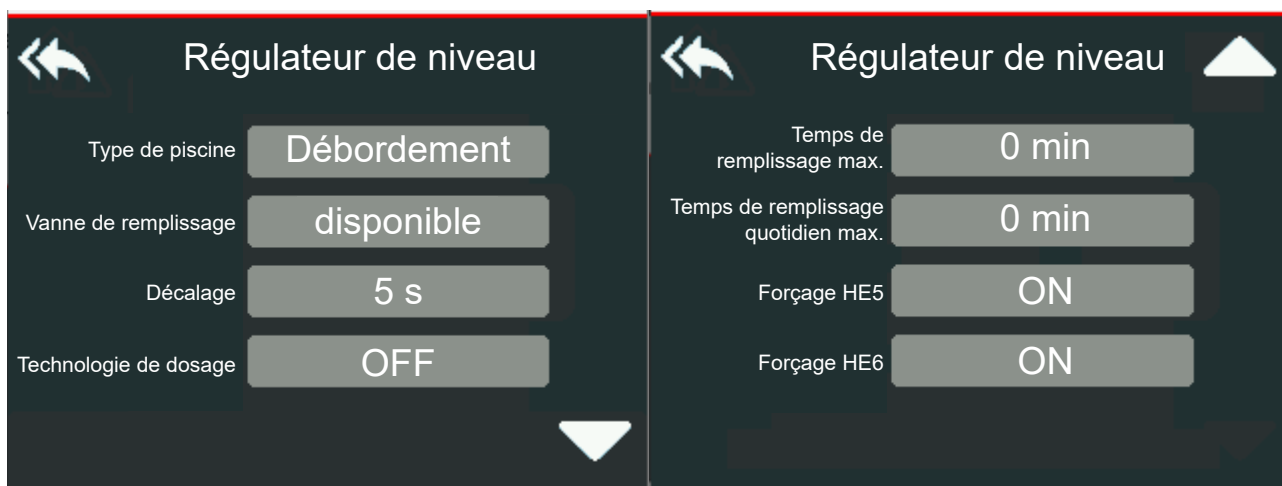 Régulateur de niveau
Type de piscine Débordement
Vanne de remplissage disponible
Décalage 5 s
Technologie de dosage OFF
Régulateur de niveau
Temps de
remplissage max. 0 min
Temps de remplissage
quotidien max. 0 min
Forçage HE5 ON
Forçage HE6 ON